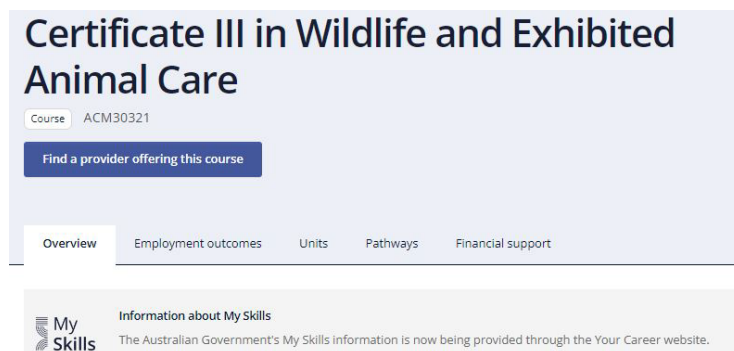 Certificate III in Wildlife and Exhibited
Animal Care
Course ACM30321
Find a provider offering this course
Overview Employment outcomes Units Pathways Financial support
My Skills
Information about My Skills
The Australian Government's My Skills information is now being provided through the Your Career website.